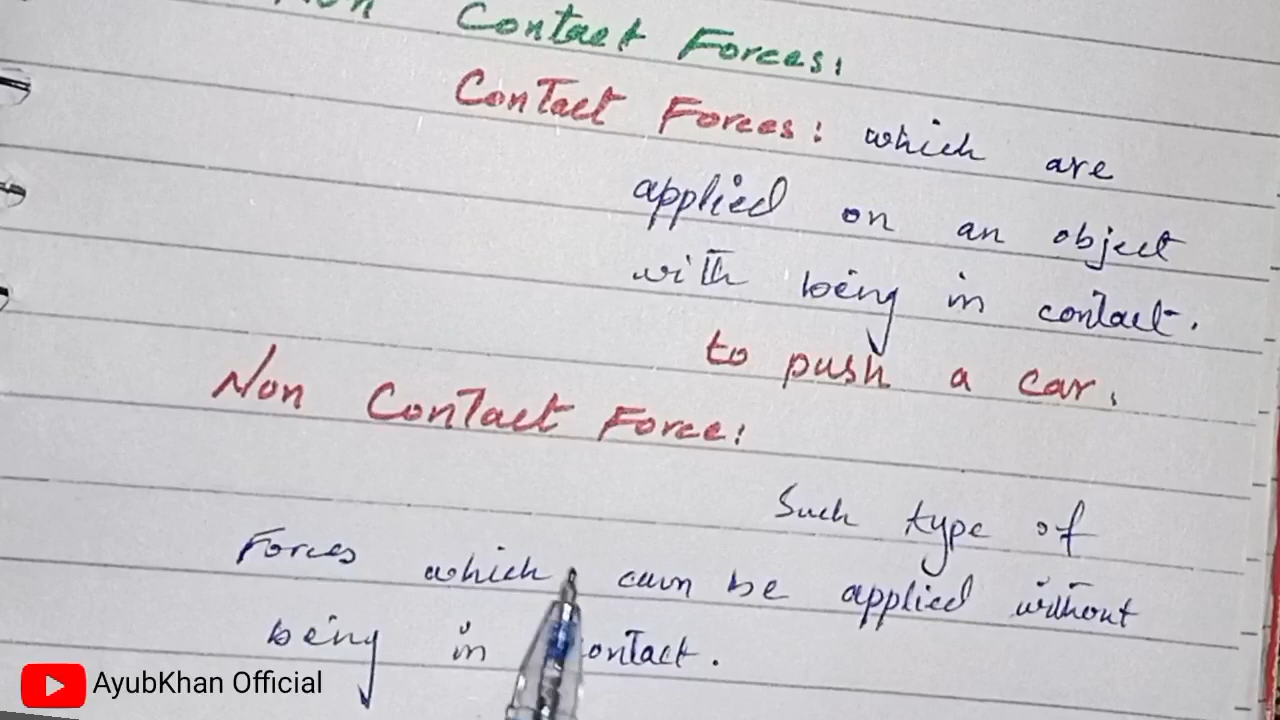 Contact Forces:
Contact Forces: which are
applied on an object
with being in contact.
to push a car.
Non Contact Force:
Such type of
Forces which can be applied without
being in contact.
AyubKhan Official